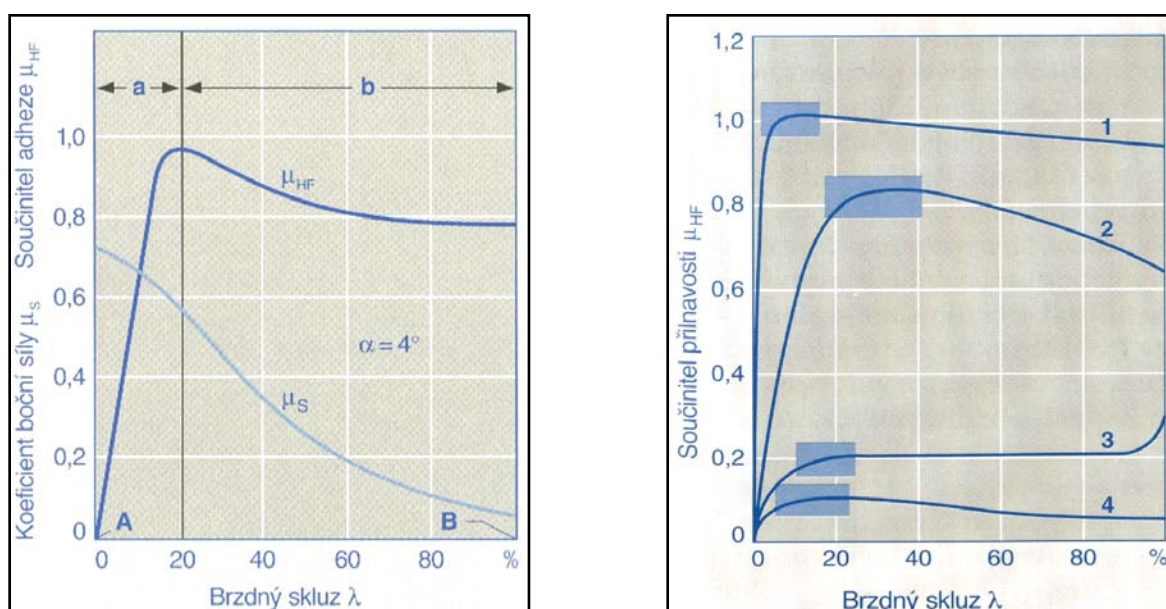 Součinitel adheze μHF
Koeficient boční síly μS
a
b
1,0
0,8
0,6
0,4
0,2
0
μHF
μS
α = 4°
A
B
0
20
40
60
80
%
Brzdný skluz λ
Součinitel přilnavosti μHF
1,2
1,0
0,8
0,6
0,4
0,2
0
1
2
3
4
0
20
40
60
80
%
Brzdný skluz λ